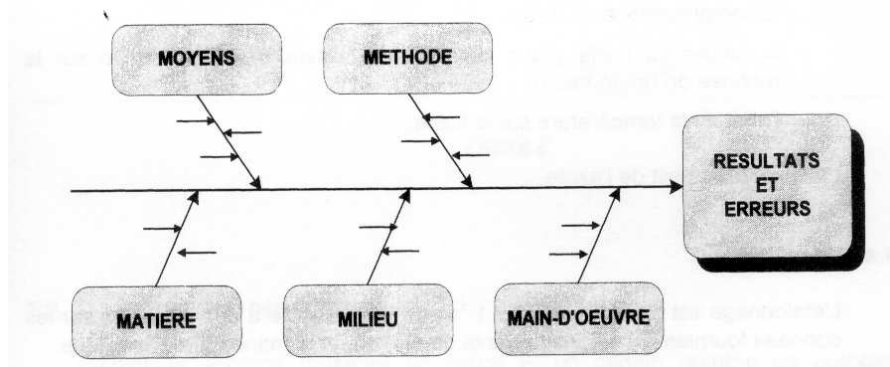 MOYENS
METHODE
RESULTATS
ET
ERREURS
MATIERE
MILIEU
MAIN-D'OEUVRE